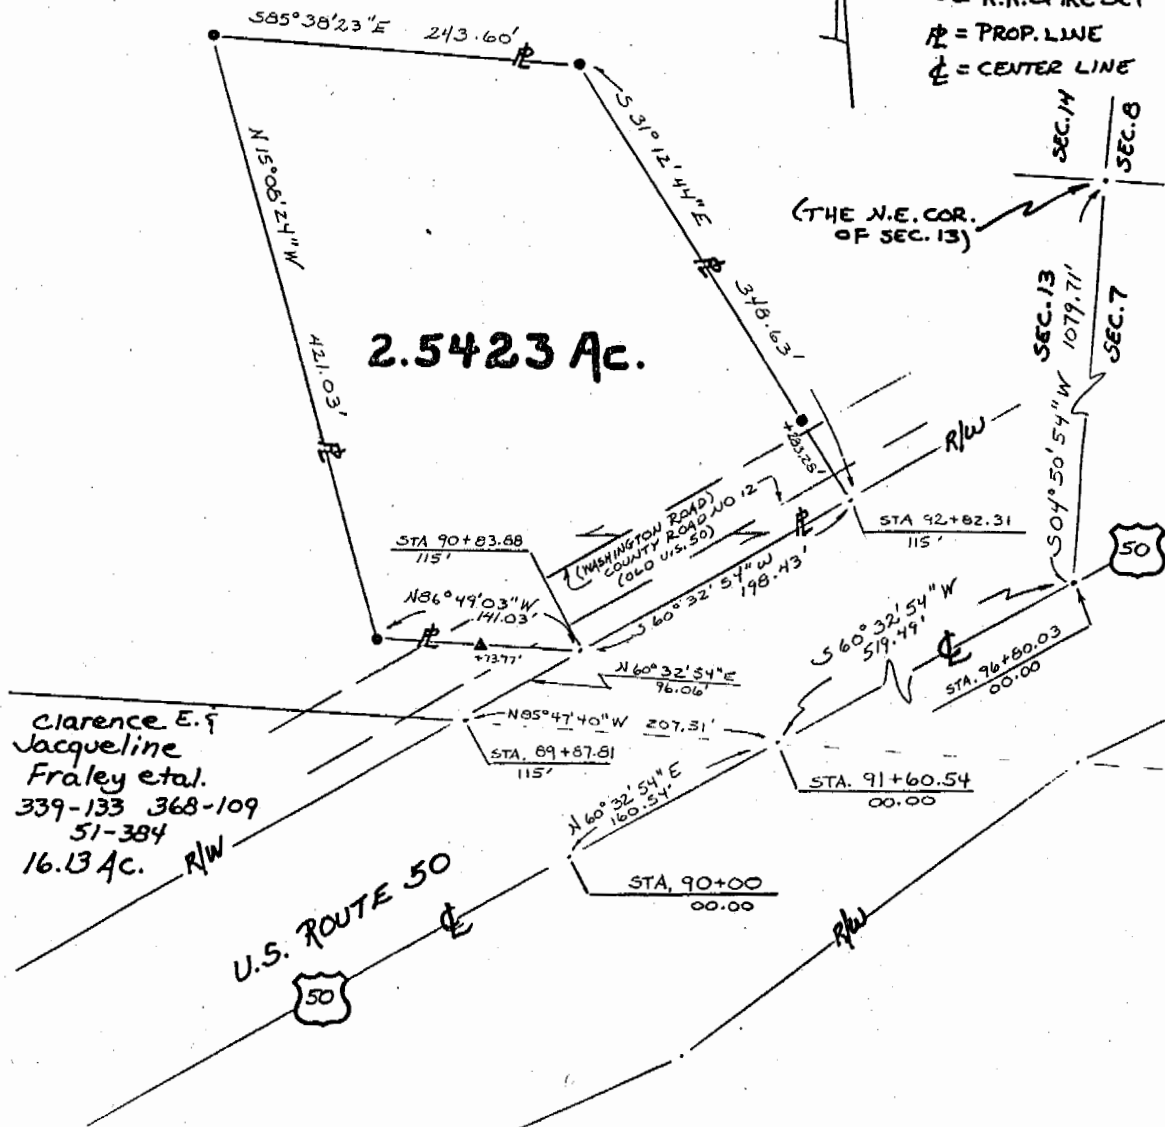 S85°38'23"E 243.60'
℄ = PROP. LINE
℄ = CENTER LINE
SEC. 14
SEC. 8
(THE N.E. COR.
OF SEC. 13)
S 31° 12' 44" E
348.63'
N 15°08'24" W
421.03'
2.5423 Ac.
SEC. 13
SEC. 7
S04° 50' 54" W 1079.71'
+283.28'
R/W
STA 92+82.31
115'
(WASHINGTON ROAD)
COUNTY ROAD NO 12
(OLD U.S. 50)
STA 90+83.88
115'
S 60° 32' 54" W
198.43'
N86°49'03"W
141.03'
+73.97'
50
S 60° 32' 54" W
519.49'
STA. 96+80.03
00.00
N 60° 32' 54" E
96.06'
N85°47'40"W 207.31'
STA. 89+87.81
115'
STA. 91+60.54
00.00
Clarence E. &
Jacqueline
Fraley etal.
339-133 368-109
51-384
16.13 Ac.
R/W
N 60° 32' 54" E
160.54'
STA. 90+00
00.00
U.S. ROUTE 50
50
R/W